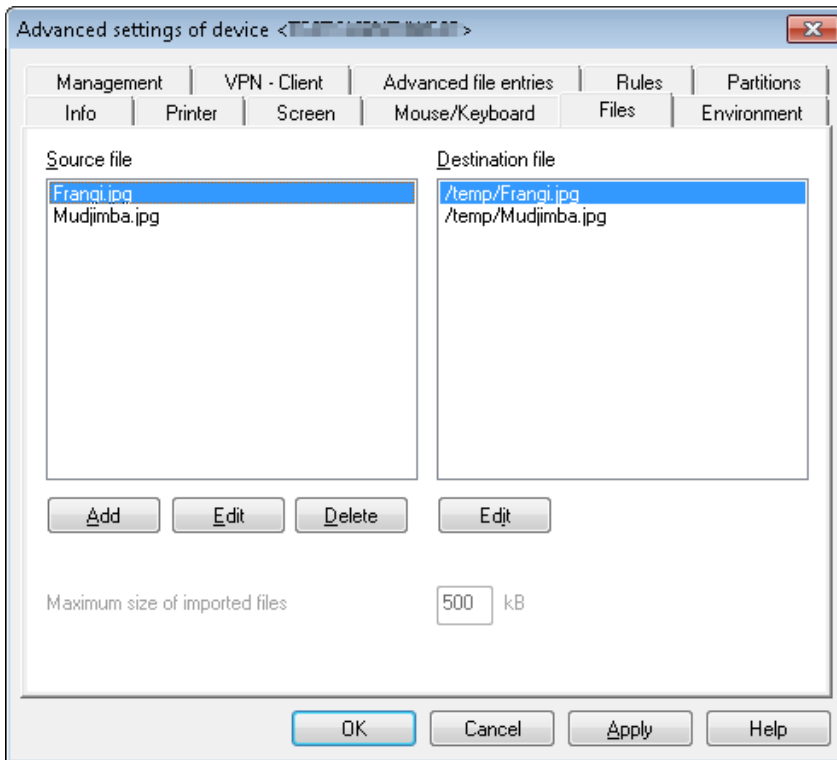 Advanced settings of device < >
Management VPN - Client Advanced file entries Rules Partitions
Info Printer Screen Mouse/Keyboard Files Environment
Source file Destination file
Frangi.jpg /temp/Frangi.jpg
Mudjimba.jpg /temp/Mudjimba.jpg
Add Edit Delete Edit
Maximum size of imported files 500 kB
OK Cancel Apply Help